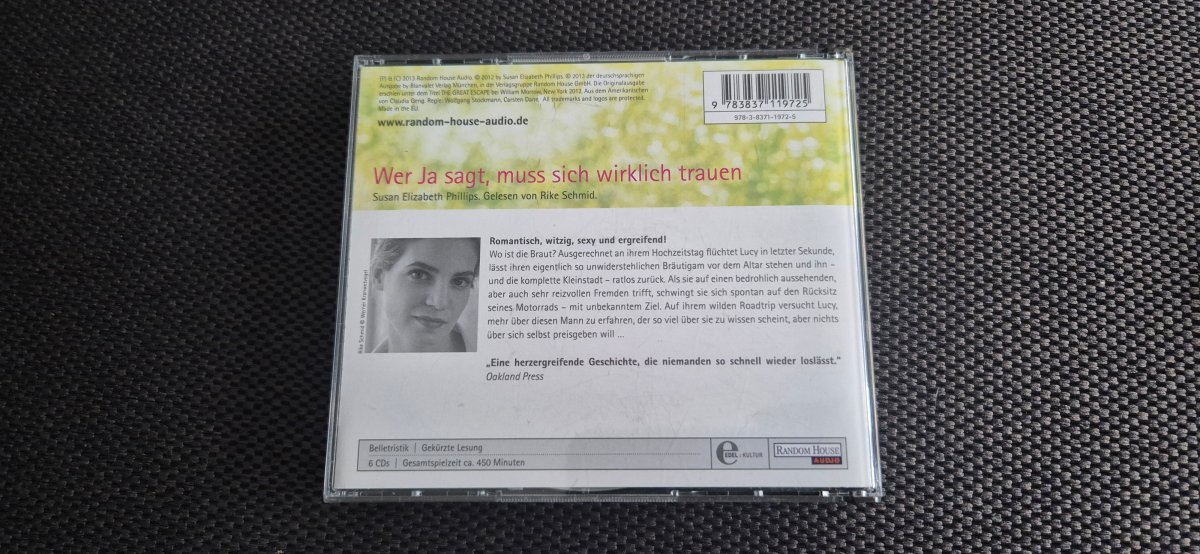 (P) & (C) 2013 Random House Audio. © 2012 by Susan Elizabeth Phillips. © 2013 der deutschsprachigen
Ausgabe by Blanvalet Verlag München, in der Verlagsgruppe Random House GmbH. Die Originalausgabe
erschien unter dem Titel THE GREAT ESCAPE bei William Morrow, New York 2012. Aus dem Amerikanischen
von Claudia Geng. Regie: Wolfgang Stockmann, Carsten Dane. All trademarks and logos are protected.
Made in the EU.
www.random-house-audio.de
9 783837 119725
978-3-8371-1972-5
Wer Ja sagt, muss sich wirklich trauen
Susan Elizabeth Phillips. Gelesen von Rike Schmid.
Rike Schmid © Werner
Romantisch, witzig, sexy und ergreifend!
Wo ist die Braut? Ausgerechnet an ihrem Hochzeitstag flüchtet Lucy in letzter Sekunde,
lässt ihren eigentlich so unwiderstehlichen Bräutigam vor dem Altar stehen und ihn –
und die komplette Kleinstadt – ratlos zurück. Als sie auf einen bedrohlich aussehenden,
aber auch sehr reizvollen Fremden trifft, schwingt sie sich spontan auf den Rücksitz
seines Motorrads – mit unbekanntem Ziel. Auf ihrem wilden Roadtrip versucht Lucy,
mehr über diesen Mann zu erfahren, der so viel über sie zu wissen scheint, aber nichts
über sich selbst preisgeben will ...
„Eine herzergreifende Geschichte, die niemanden so schnell wieder loslässt.“
Oakland Press
Belletristik | Gekürzte Lesung
6 CDs | Gesamtspielzeit ca. 450 Minuten
e
EDEL:KULTUR
RANDOM HOUSE
AUDIO